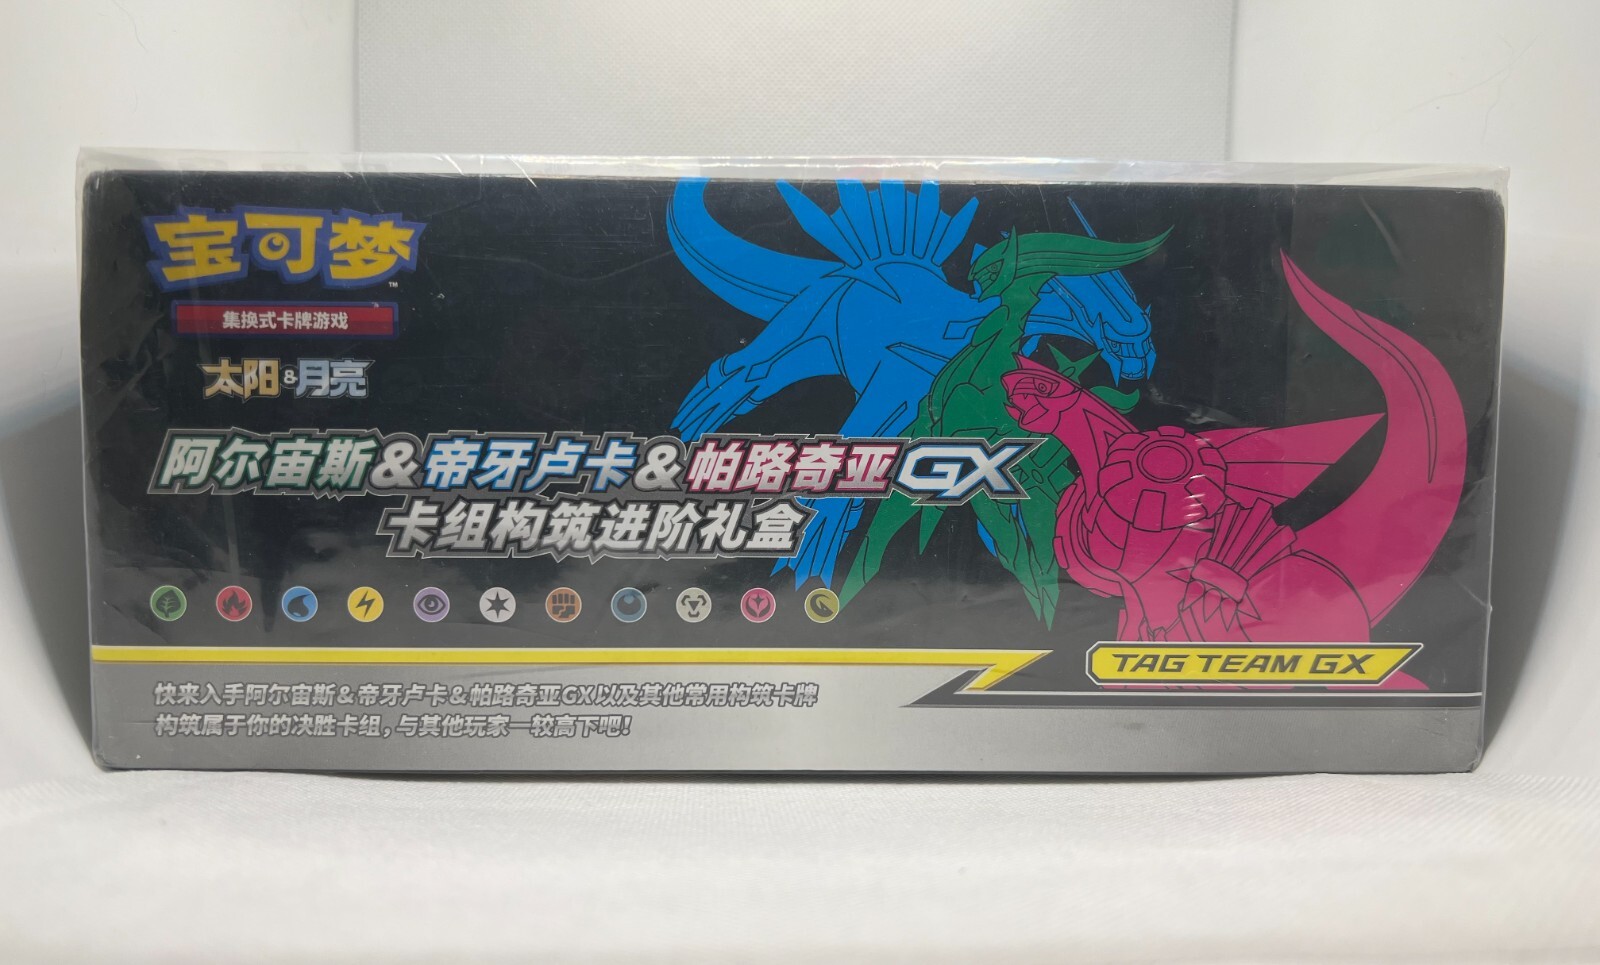 宝可梦™
集换式卡牌游戏
太阳&月亮
阿尔宙斯&帝牙卢卡&帕路奇亚GX
卡组构筑进阶礼盒
TAG TEAM GX
快来入手阿尔宙斯&帝牙卢卡&帕路奇亚GX以及其他常用构筑卡牌
构筑属于你的决胜卡组,与其他玩家一较高下吧!